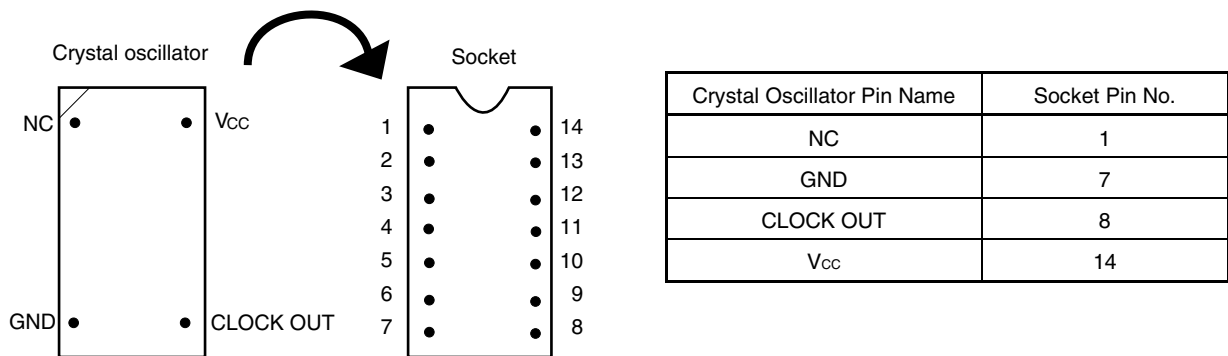 Crystal oscillator
NC
VCC
GND
CLOCK OUT
Socket
1 14
2 13
3 12
4 11
5 10
6 9
7 8
Crystal Oscillator Pin Name Socket Pin No.
NC 1
GND 7
CLOCK OUT 8
VCC 14